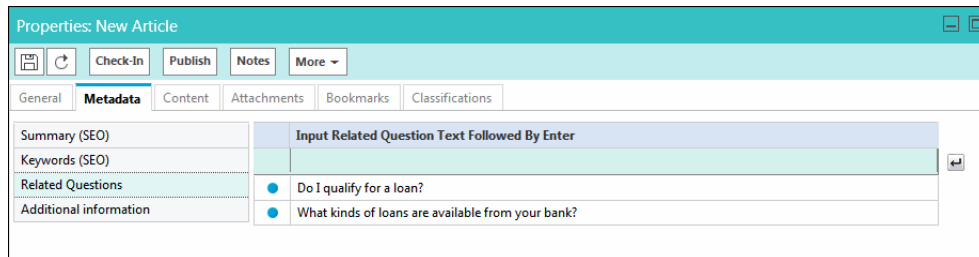 Properties: New Article
Check-In Publish Notes More
General Metadata Content Attachments Bookmarks Classifications
Summary (SEO)
Keywords (SEO)
Related Questions
Additional information
Input Related Question Text Followed By Enter
Do I qualify for a loan?
What kinds of loans are available from your bank?